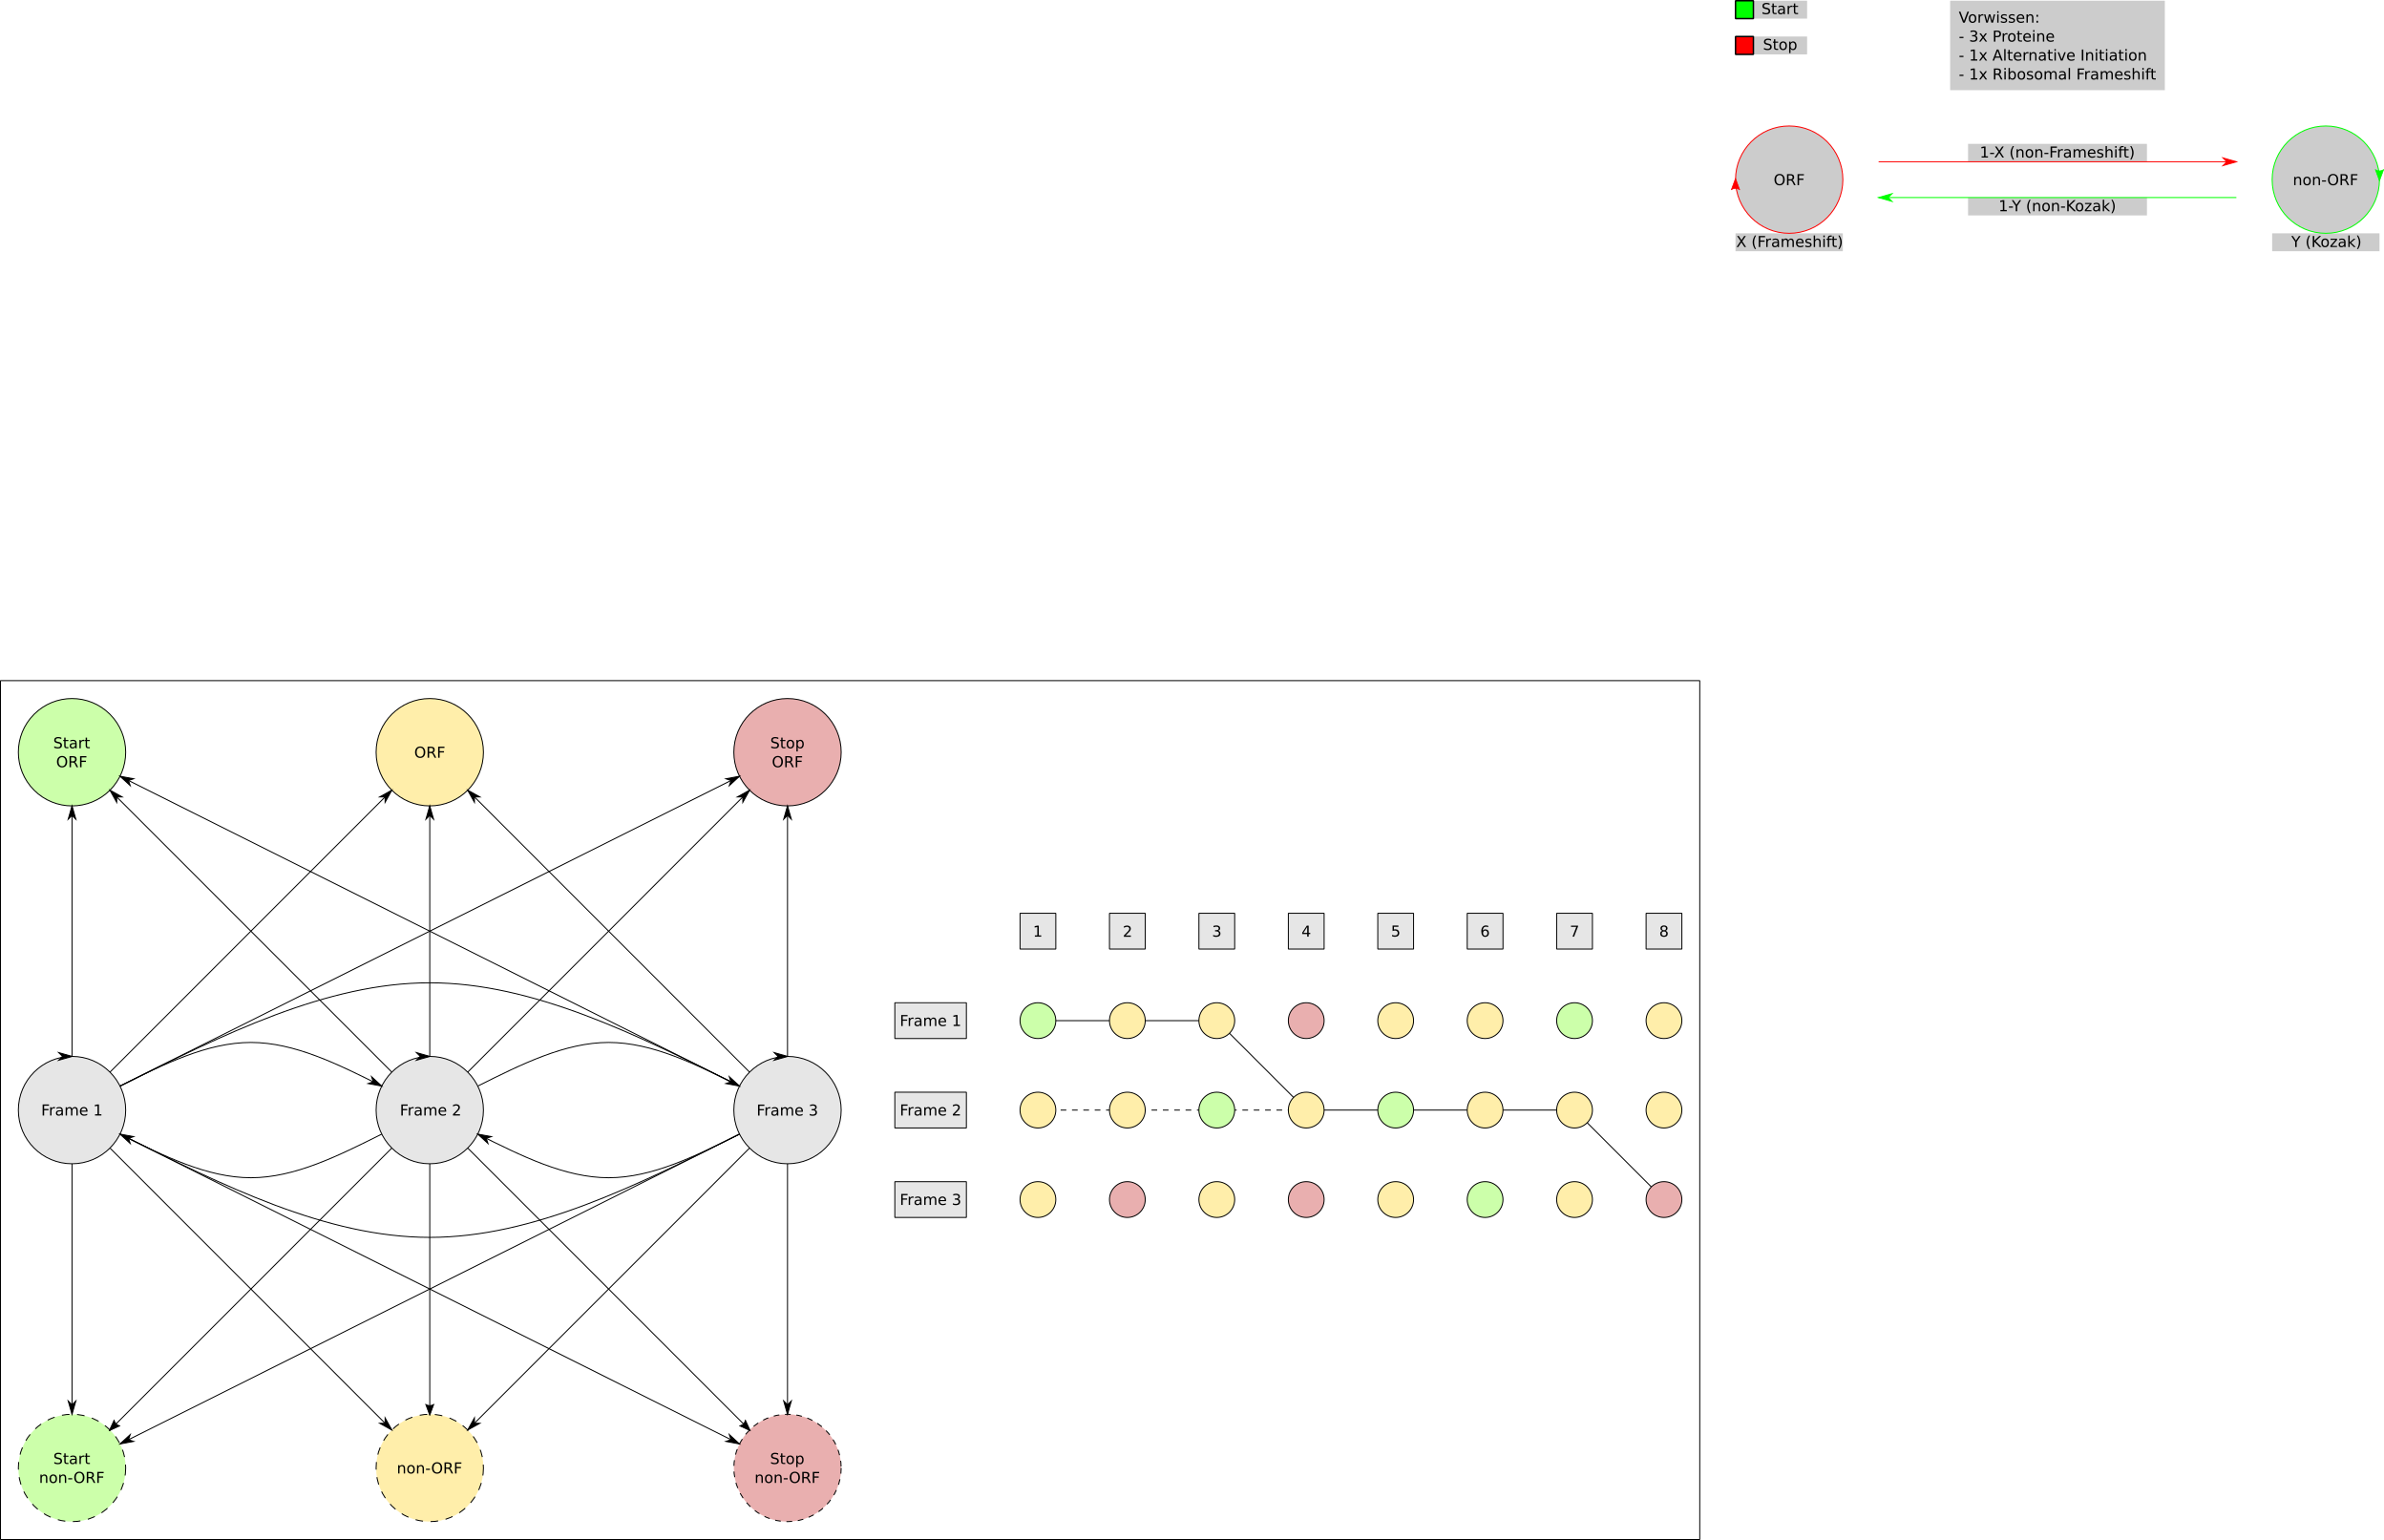 Start
Stop
Vorwissen:
- 3x Proteine
- 1x Alternative Initiation
- 1x Ribosomal Frameshift
ORF
1-X (non-Frameshift)
1-Y (non-Kozak)
non-ORF
X (Frameshift)
Y (Kozak)
Start
ORF
ORF
Stop
ORF
Frame 1
Frame 2
Frame 3
Start
non-ORF
non-ORF
Stop
non-ORF
1 2 3 4 5 6 7 8
Frame 1
Frame 2
Frame 3